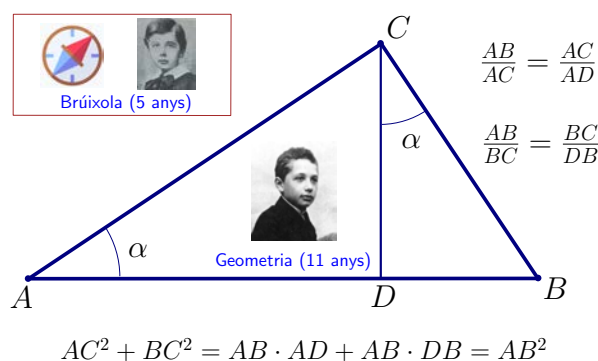 Brúixola (5 anys)
C
AB/AC = AC/AD
α
AB/BC = BC/DB
α
Geometria (11 anys)
A
D
B
AC² + BC² = AB · AD + AB · DB = AB²